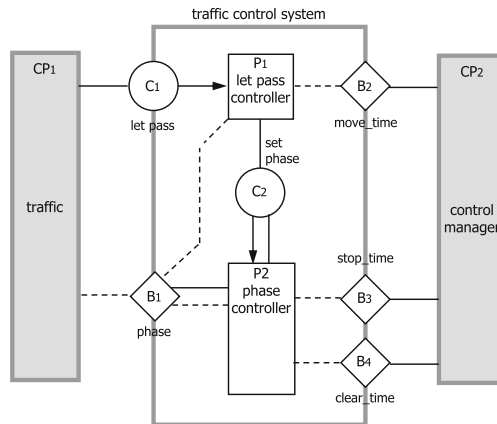 traffic control system
CP1
P1
CP2
C1
let pass
controller
B2
let pass
move_time
set
phase
traffic
C2
control
manager
stop_time
P2
phase
controller
B1
B3
phase
B4
clear_time